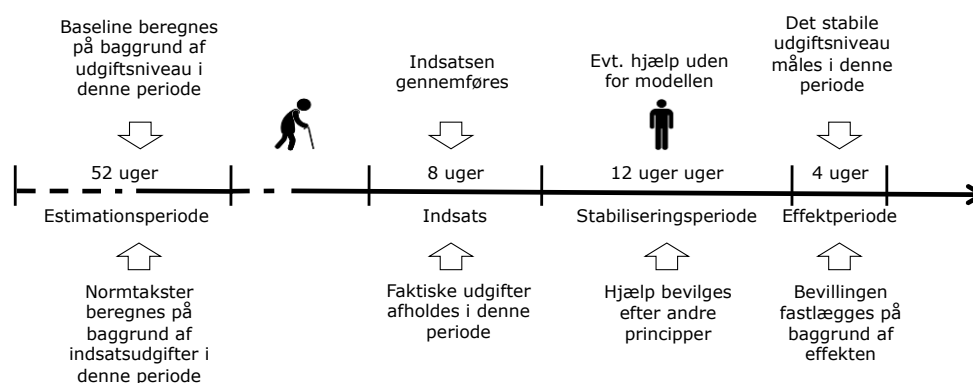 Baseline beregnes
på baggrund af
udgiftsniveau i
denne periode
Indsatsen
gennemføres
Evt. hjælp uden
for modellen
Det stabile
udgiftsniveau
måles i denne
periode
52 uger
8 uger
12 uger uger
4 uger
Estimationsperiode
Indsats
Stabiliseringsperiode
Effektperiode
Normtakster
beregnes på
baggrund af
indsatsudgifter i
denne periode
Faktiske udgifter
afholdes i denne
periode
Hjælp bevilges
efter andre
principper
Bevillingen
fastlægges på
baggrund af
effekten